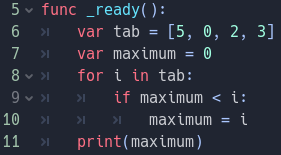 5 func _ready():
6 var tab = [5, 0, 2, 3]
7 var maximum = 0
8 for i in tab:
9 if maximum < i:
10 maximum = i
11 print(maximum)